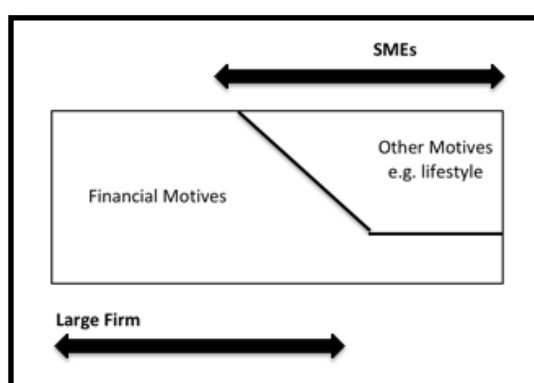 SMEs
Other Motives
e.g. lifestyle
Financial Motives
Large Firm